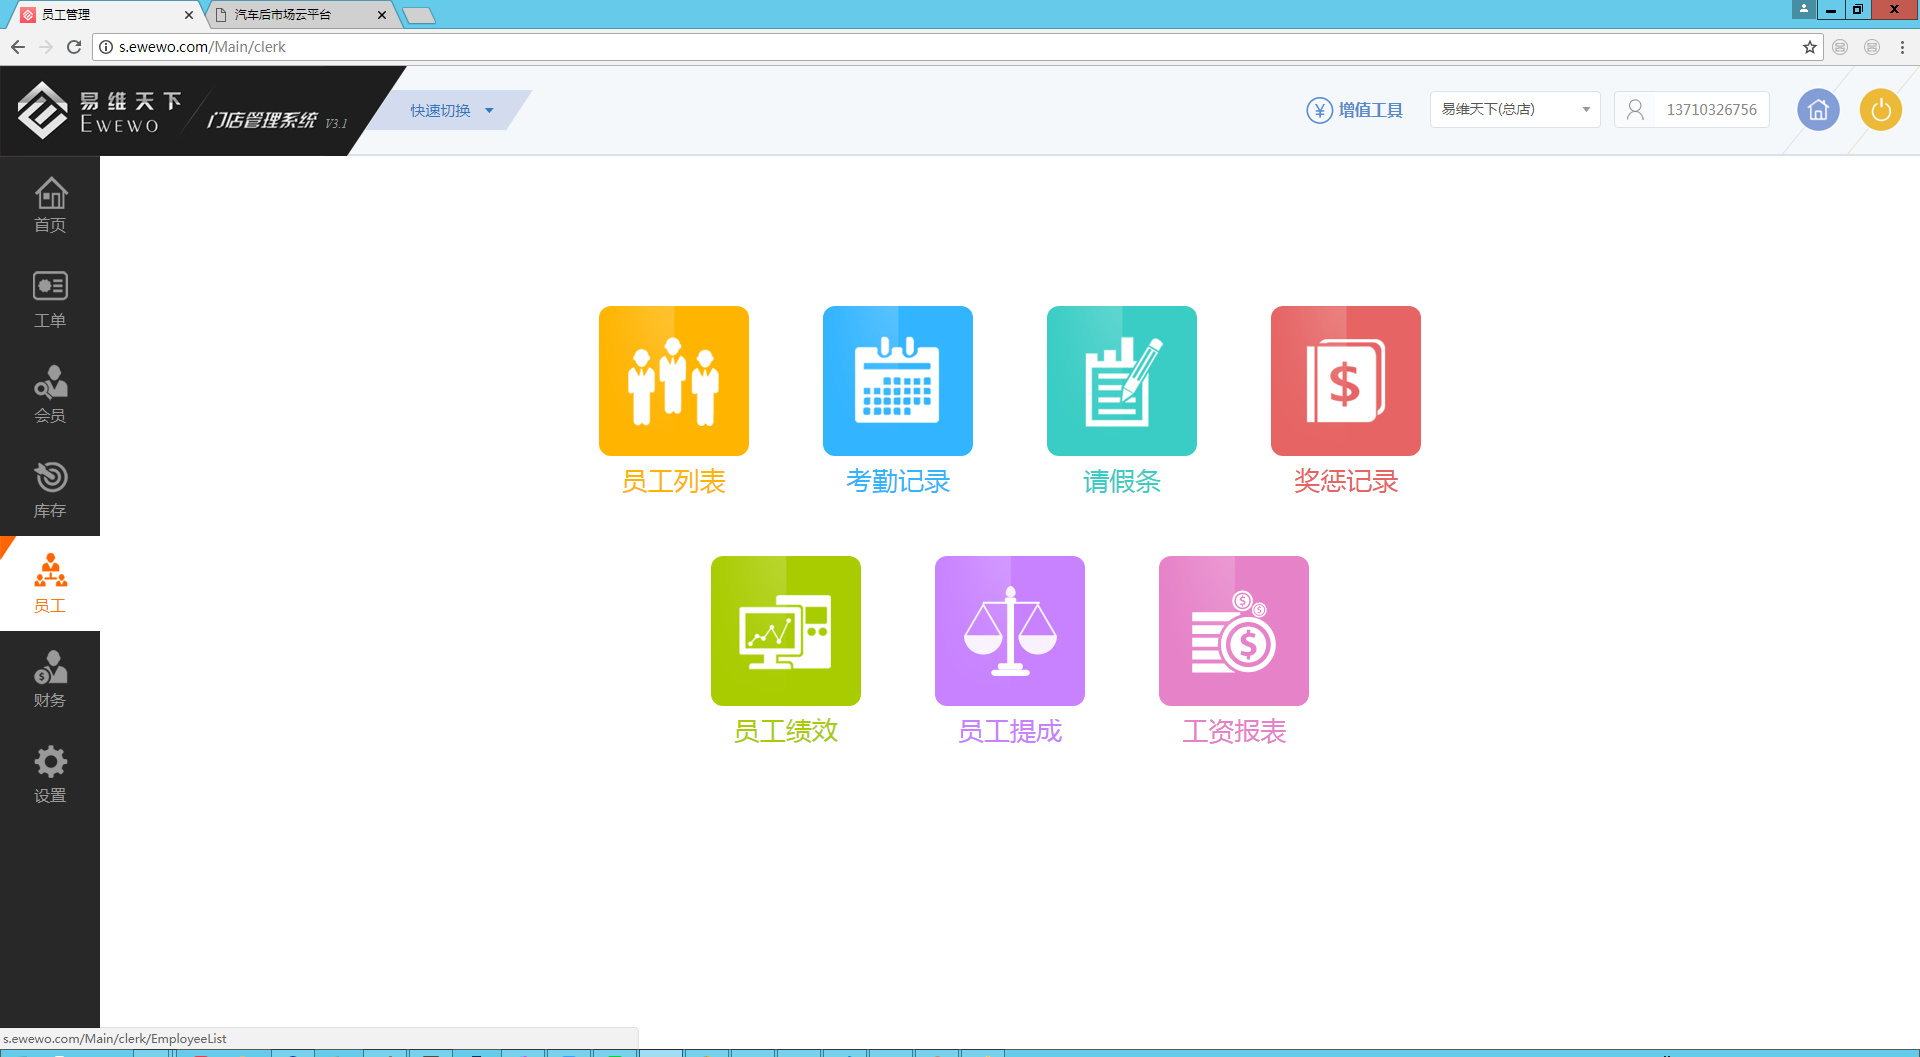 员工管理
汽车后市场云平台
s.ewewo.com/Main/clerk
易维天下
EWEWO
门店管理系统 V3.1
快速切换
¥ 增值工具
易维天下(总店)
13710326756
首页
工单
会员
库存
员工
财务
设置
员工列表
考勤记录
请假条
奖惩记录
员工绩效
员工提成
工资报表
s.ewewo.com/Main/clerk/EmployeeList